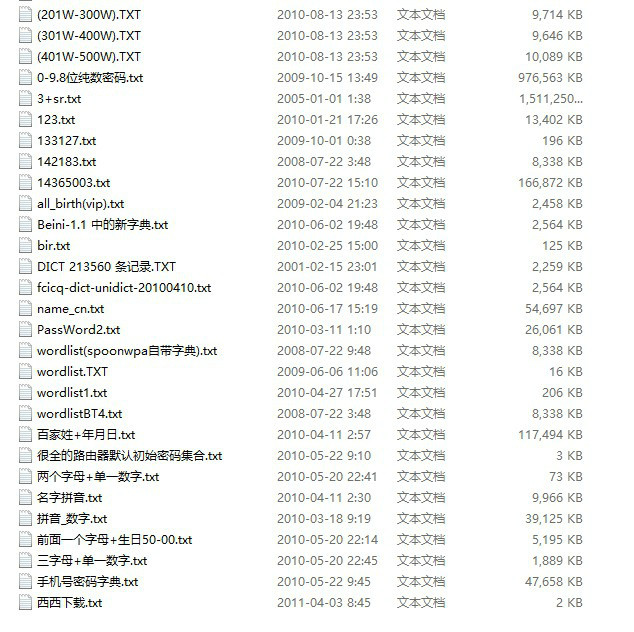 (201W-300W).TXT 2010-08-13 23:53 文本文档 9,714 KB
(301W-400W).TXT 2010-08-13 23:53 文本文档 9,646 KB
(401W-500W).TXT 2010-08-13 23:53 文本文档 10,089 KB
0-9.8位纯数密码.txt 2009-10-15 13:49 文本文档 976,563 KB
3+sr.txt 2005-01-01 1:38 文本文档 1,511,250...
123.txt 2010-01-21 17:26 文本文档 13,402 KB
133127.txt 2009-10-01 0:38 文本文档 196 KB
142183.txt 2008-07-22 3:48 文本文档 8,338 KB
14365003.txt 2010-07-22 15:10 文本文档 166,872 KB
all_birth(vip).txt 2009-02-04 21:23 文本文档 2,458 KB
Beini-1.1 中的新字典.txt 2010-06-02 19:48 文本文档 2,564 KB
bir.txt 2010-02-25 15:00 文本文档 125 KB
DICT 213560 条记录.TXT 2001-02-15 23:01 文本文档 2,259 KB
fcicq-dict-unidict-20100410.txt 2010-06-02 19:48 文本文档 2,564 KB
name_cn.txt 2010-06-17 15:19 文本文档 54,697 KB
PassWord2.txt 2010-03-11 1:10 文本文档 26,061 KB
wordlist(spoonwpa自带字典).txt 2008-07-22 9:48 文本文档 8,338 KB
wordlist.TXT 2009-06-06 11:06 文本文档 16 KB
wordlist1.txt 2010-04-27 17:51 文本文档 206 KB
wordlistBT4.txt 2008-07-22 3:48 文本文档 8,338 KB
百家姓+年月日.txt 2010-04-11 2:57 文本文档 117,494 KB
很全的路由器默认初始密码集合.txt 2010-05-22 9:10 文本文档 3 KB
两个字母+单一数字.txt 2010-05-20 22:41 文本文档 73 KB
名字拼音.txt 2010-04-11 2:30 文本文档 9,966 KB
拼音_数字.txt 2010-03-18 9:19 文本文档 39,125 KB
前面一个字母+生日50-00.txt 2010-05-20 22:14 文本文档 5,195 KB
三字母+单一数字.txt 2010-05-20 22:45 文本文档 1,889 KB
手机号密码字典.txt 2010-05-22 9:45 文本文档 47,658 KB
西西下载.txt 2011-04-03 8:45 文本文档 2 KB